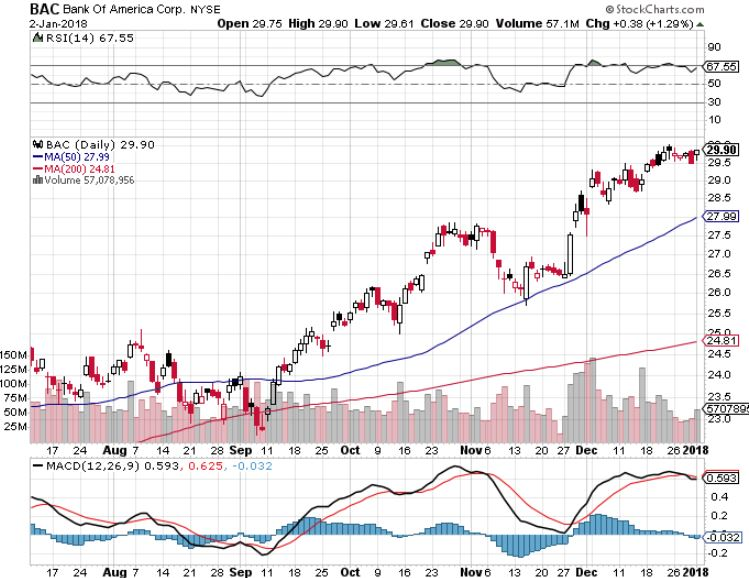 BAC Bank Of America Corp. NYSE © StockCharts.com
2-Jan-2018 Open 29.75 High 29.90 Low 29.61 Close 29.90 Volume 57.1M Chg +0.38 (+1.29%)
RSI(14) 67.55
90
67.55
50
30
10
BAC (Daily) 29.90
MA(50) 27.99
MA(200) 24.81
Volume 57,078,956
29.90
29.5
29.0
28.5
27.99
27.5
27.0
26.5
26.0
25.5
25.0
24.81
24.5
24.0
23.5
23.0
150M
125M
100M
75M
50M
25M
5707895
17 24 Aug 7 14 21 28 Sep 11 18 25 Oct 9 16 23 Nov 6 13 20 27 Dec 11 18 26 2018
MACD(12,26,9) 0.593, 0.625, -0.032
0.593
0.4
0.2
-0.032
-0.2
17 24 Aug 7 14 21 28 Sep 11 18 25 Oct 9 16 23 Nov 6 13 20 27 Dec 11 18 26 2018